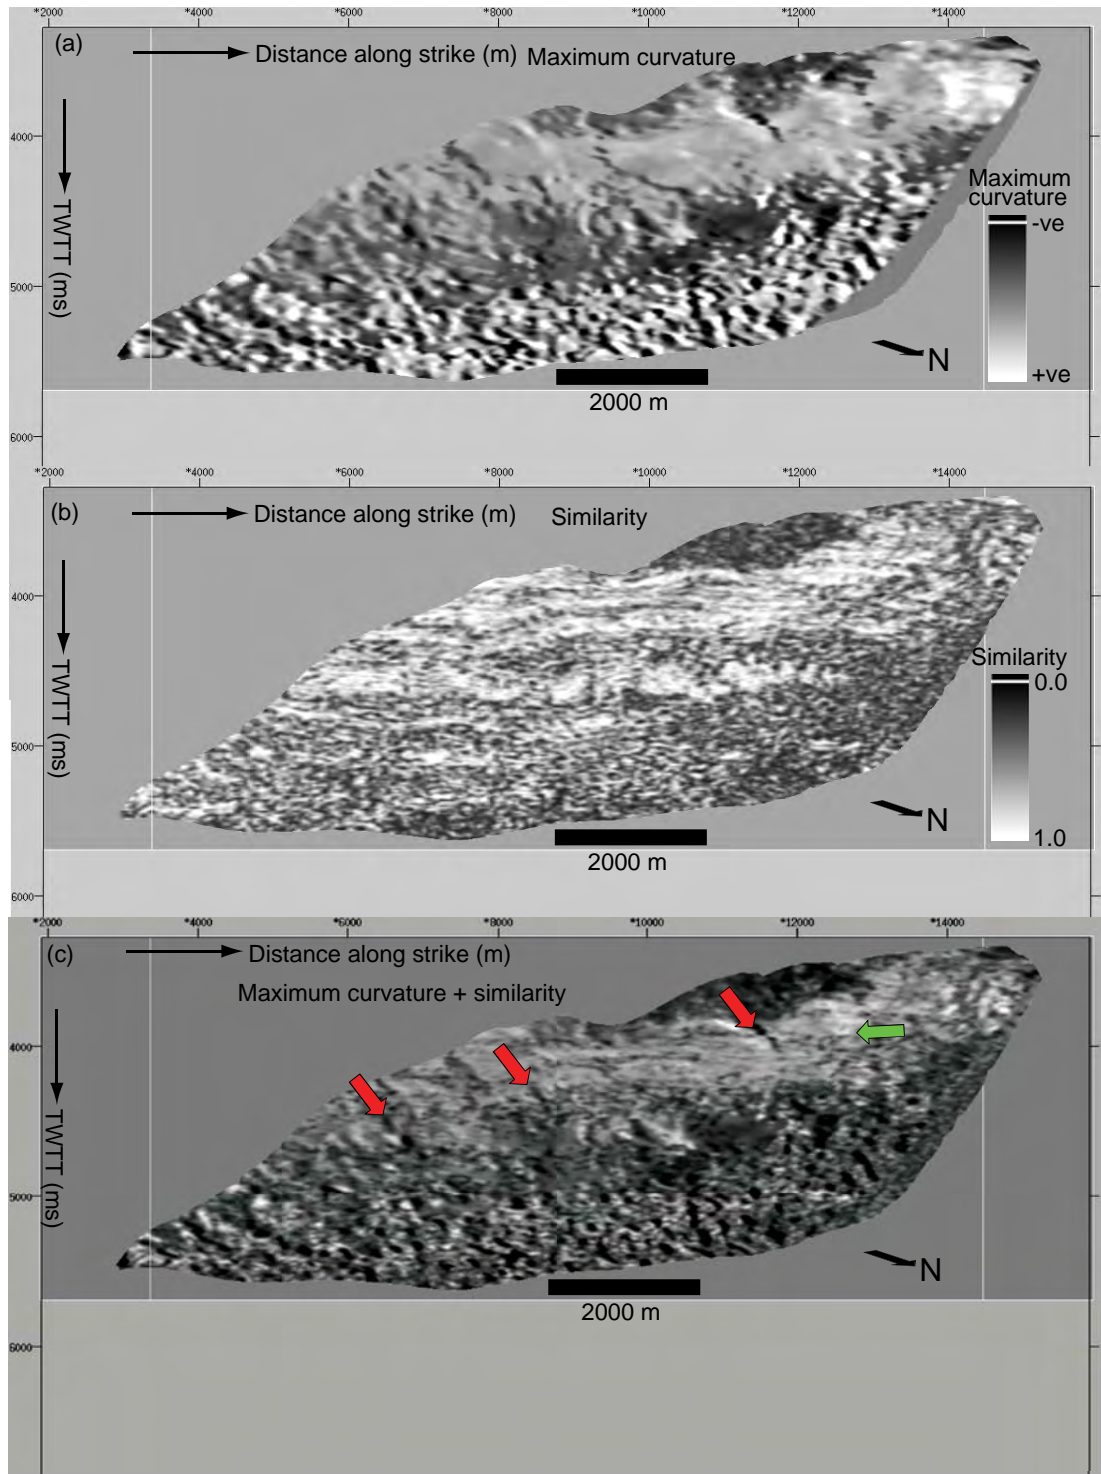 *2000 *4000 *6000 *8000 *10000 *12000 *14000
(a) Distance along strike (m) Maximum curvature
4000
TWTT (ms)
5000
6000
Maximum
curvature
-ve
+ve
N
2000 m
*2000 *4000 *6000 *8000 *10000 *12000 *14000
(b) Distance along strike (m) Similarity
4000
TWTT (ms)
5000
6000
Similarity
0.0
1.0
N
2000 m
*2000 *4000 *6000 *8000 *10000 *12000 *14000
(c) Distance along strike (m)
Maximum curvature + similarity
4000
TWTT (ms)
5000
6000
N
2000 m